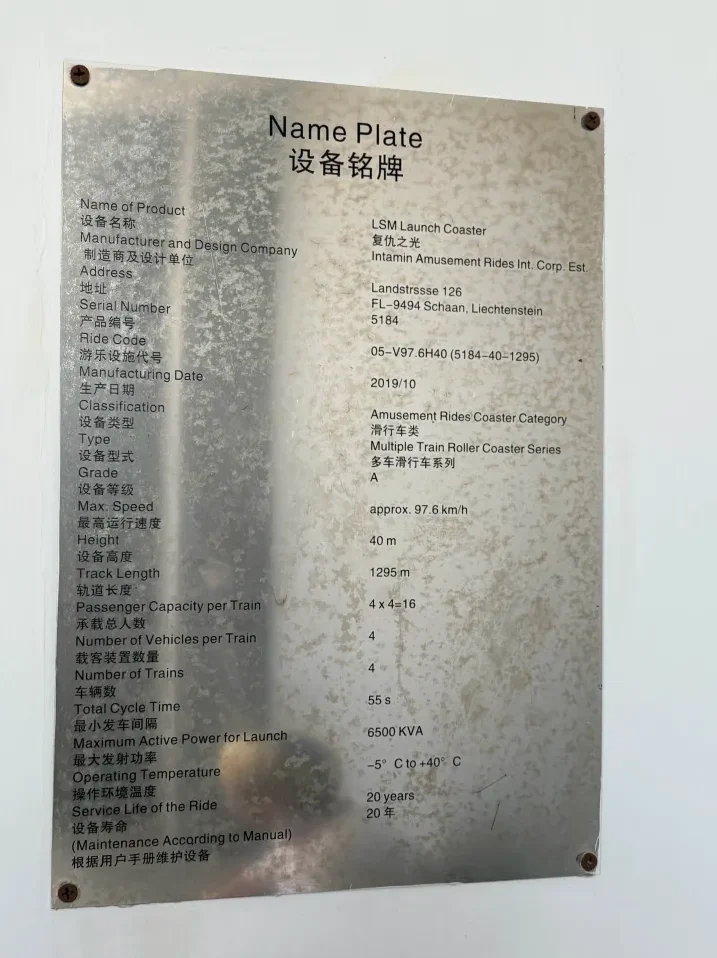 Name Plate
设备铭牌
Name of Product
LSM Launch Coaster
设备名称
复仇之光
Manufacturer and Design Company
Intamin Amusement Rides Int. Corp. Est.
制造商及设计单位
Address
Landstrssse 126
地址
FL-9494 Schaan, Liechtenstein
Serial Number
5184
产品编号
Ride Code
05-V97.6H40 (5184-40-1295)
游乐设施代号
Manufacturing Date
2019/10
生产日期
Classification
Amusement Rides Coaster Category
设备类型
滑行车类
Type
Multiple Train Roller Coaster Series
设备型式
多车滑行车系列
Grade
A
设备等级
Max. Speed
approx. 97.6 km/h
最高运行速度
Height
40 m
设备高度
Track Length
1295 m
轨道长度
Passenger Capacity per Train
4 x 4=16
承载总人数
Number of Vehicles per Train
4
载客装置数量
Number of Trains
4
车辆数
Total Cycle Time
55 s
最小发车间隔
Maximum Active Power for Launch
6500 KVA
最大发射功率
Operating Temperature
-5° C to +40° C
操作环境温度
Service Life of the Ride
20 years
设备寿命
20 年
(Maintenance According to Manual)
根据用户手册维护设备